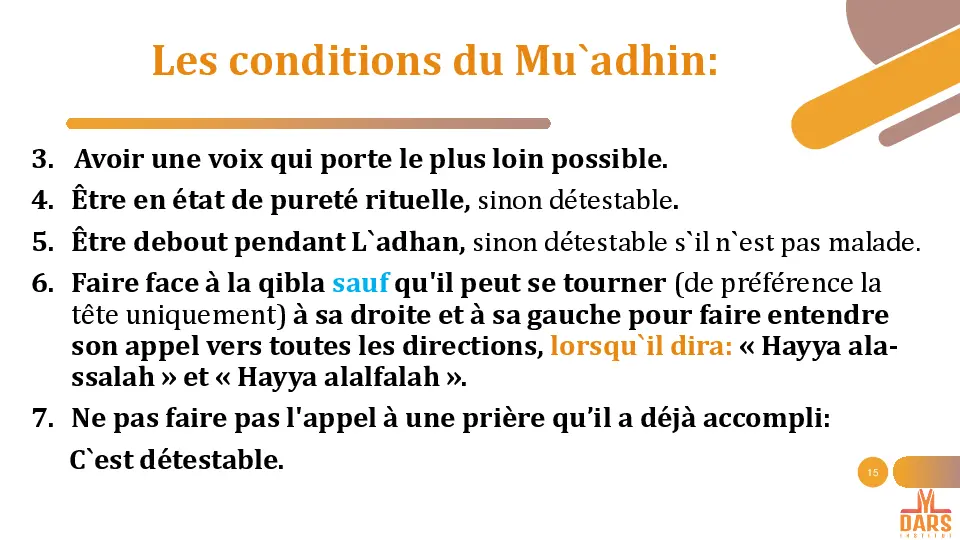 Les conditions du Mu`adhin:
3. Avoir une voix qui porte le plus loin possible.
4. Être en état de pureté rituelle, sinon détestable.
5. Être debout pendant L`adhan, sinon détestable s`il n`est pas malade.
6. Faire face à la qibla sauf qu'il peut se tourner (de préférence la
tête uniquement) à sa droite et à sa gauche pour faire entendre
son appel vers toutes les directions, lorsqu`il dira: « Hayya ala-
ssalah » et « Hayya alalfalah ».
7. Ne pas faire pas l'appel à une prière qu’il a déjà accompli:
C`est détestable.
15
DARS
INSTITUT